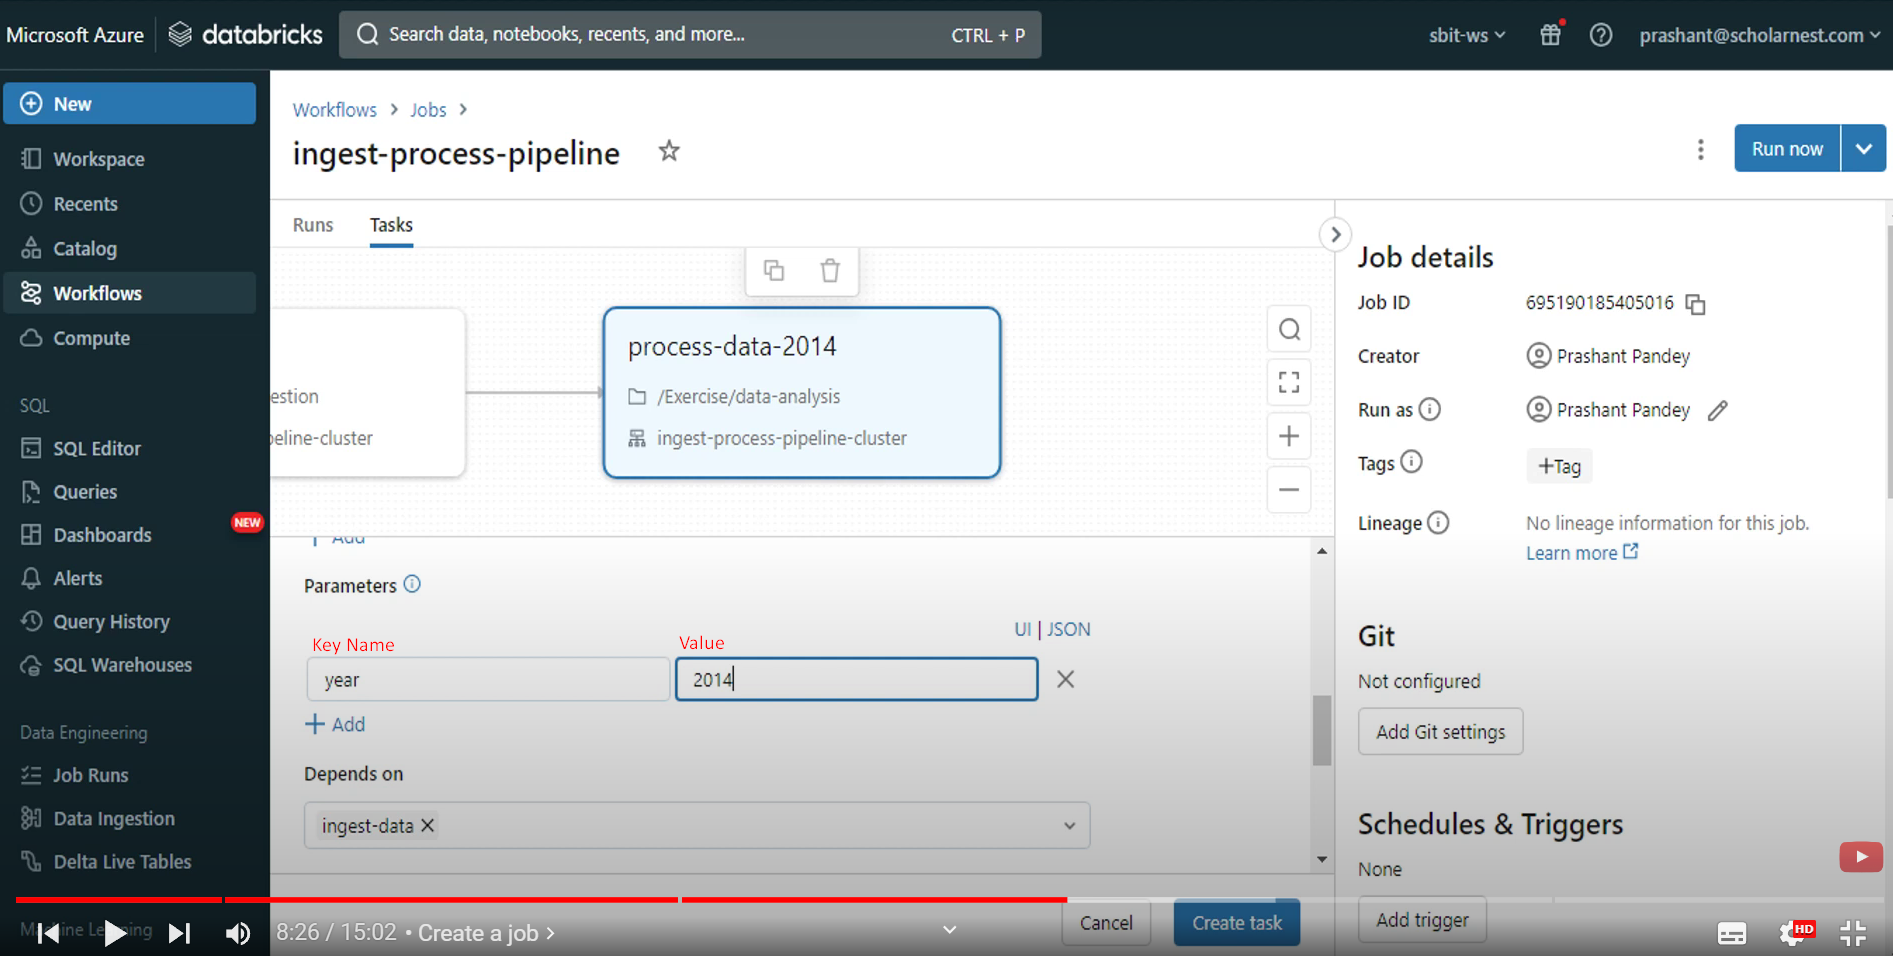 Microsoft Azure databricks Search data, notebooks, recents, and more... CTRL + P sbit-ws prashant@scholarnest.com
New
Workspace
Recents
Catalog
Workflows
Compute
SQL
SQL Editor
Queries
Dashboards NEW
Alerts
Query History
SQL Warehouses
Data Engineering
Job Runs
Data Ingestion
Delta Live Tables
Workflows > Jobs >
ingest-process-pipeline
Run now
Runs Tasks
estion
peline-cluster
process-data-2014
/Exercise/data-analysis
ingest-process-pipeline-cluster
+ Add
Parameters
UI | JSON
Key Name Value
year 2014
+ Add
Depends on
ingest-data
Cancel Create task
Job details
Job ID 695190185405016
Creator Prashant Pandey
Run as Prashant Pandey
Tags +Tag
Lineage No lineage information for this job.
Learn more
Git
Not configured
Add Git settings
Schedules & Triggers
None
Add trigger
8:26 / 15:02 • Create a job >
HD